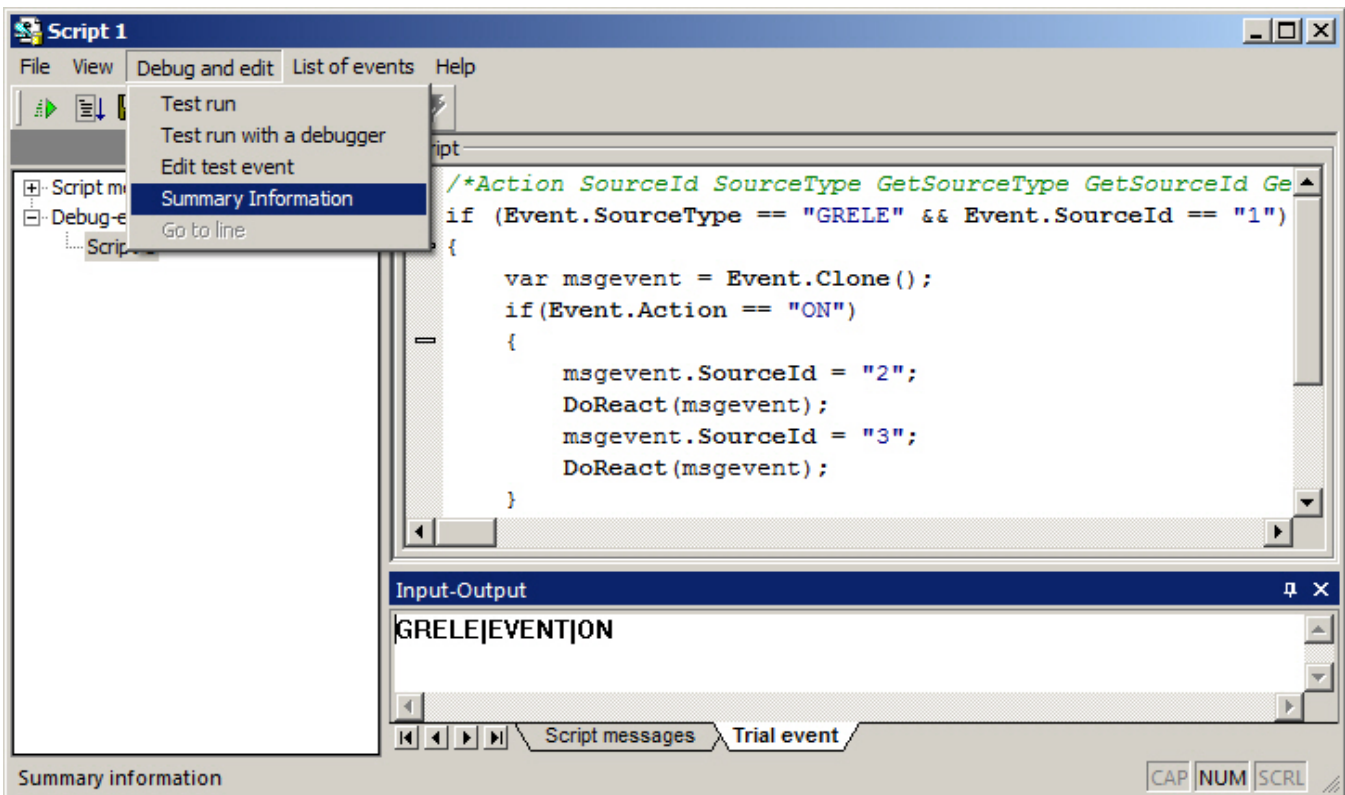 Script 1
File View Debug and edit List of events Help
Test run
Test run with a debugger
Edit test event
Summary Information
Go to line
Script
Debug-e
/*Action SourceId SourceType GetSourceType GetSourceId Ge
if (Event.SourceType == "GRELE" && Event.SourceId == "1")
{
var msgevent = Event.Clone();
if(Event.Action == "ON")
{
msgevent.SourceId = "2";
DoReact(msgevent);
msgevent.SourceId = "3";
DoReact(msgevent);
}
Input-Output
GRELE|EVENT|ON
Script messages Trial event
Summary information CAP NUM SCRL